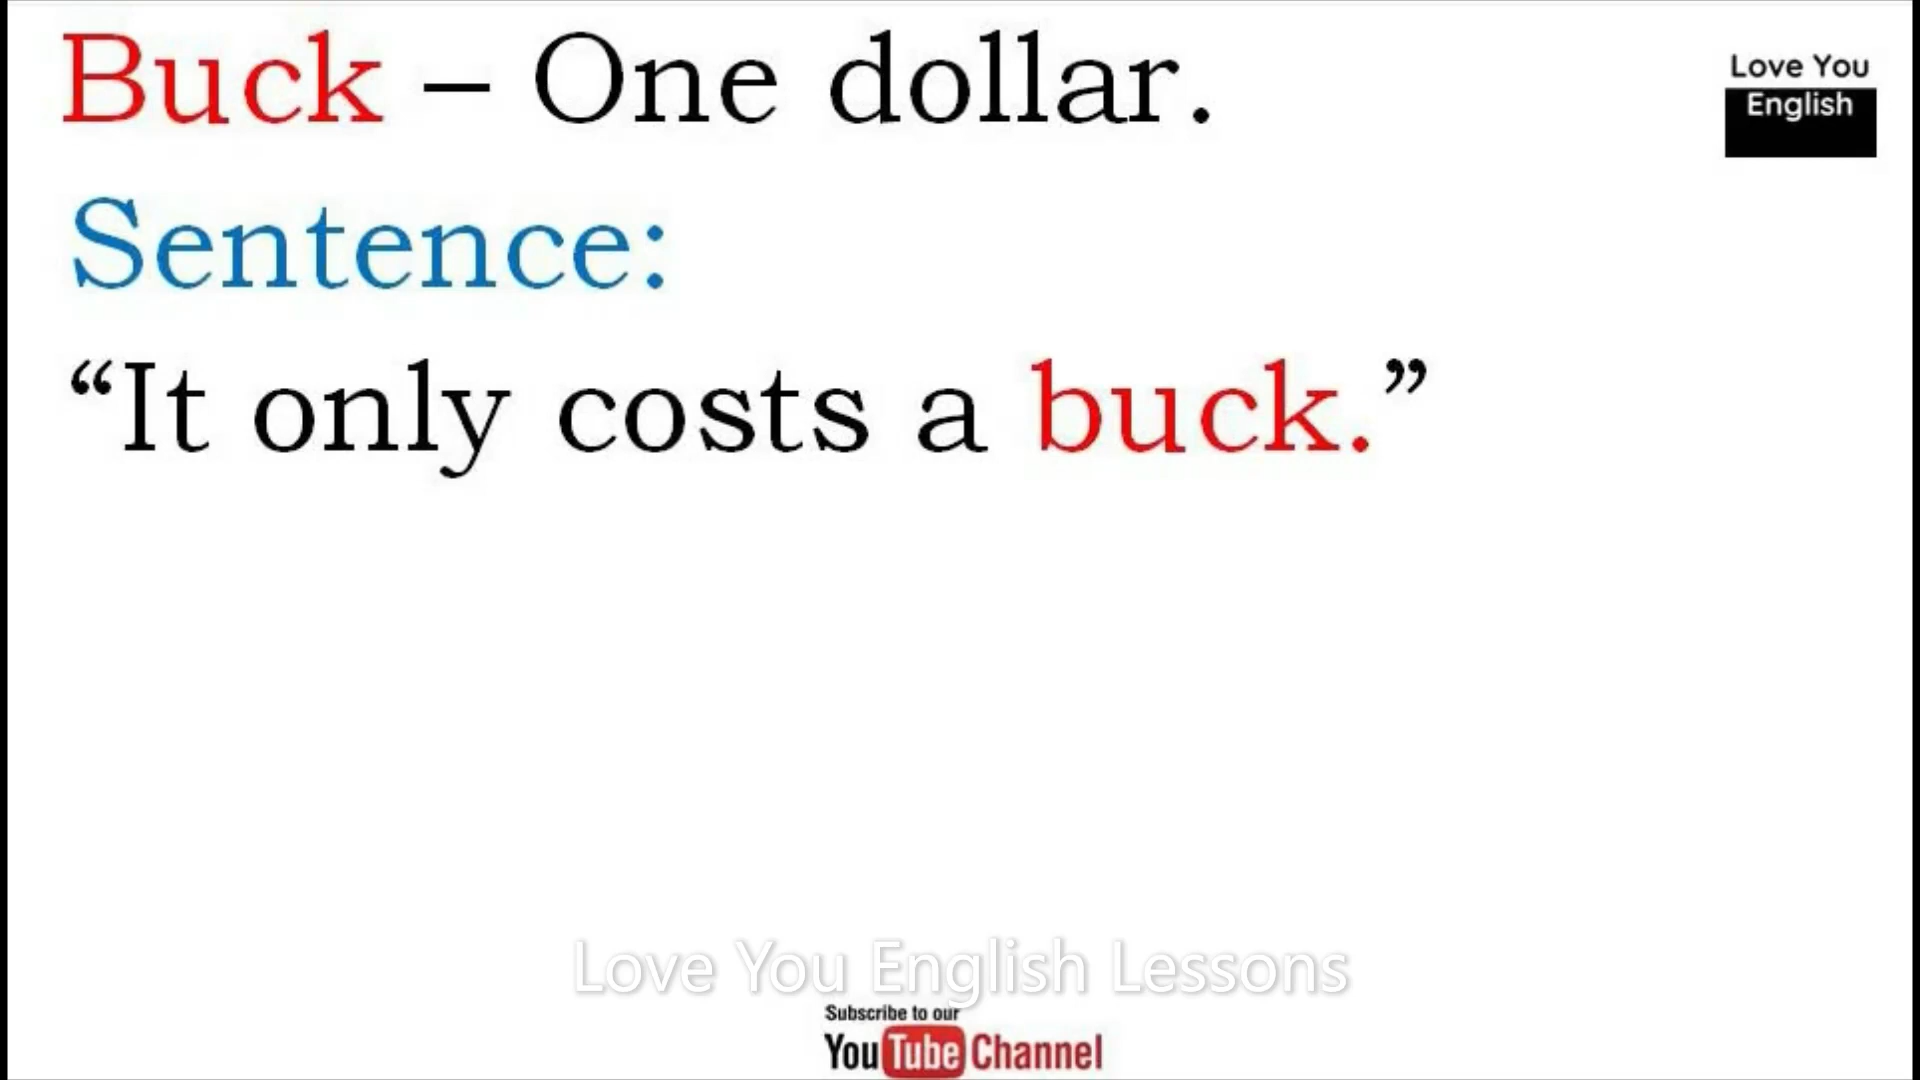 Buck – One dollar.
Love You
English
Sentence:
“It only costs a buck.”
Love You English Lessons
Subscribe to our
YouTube Channel